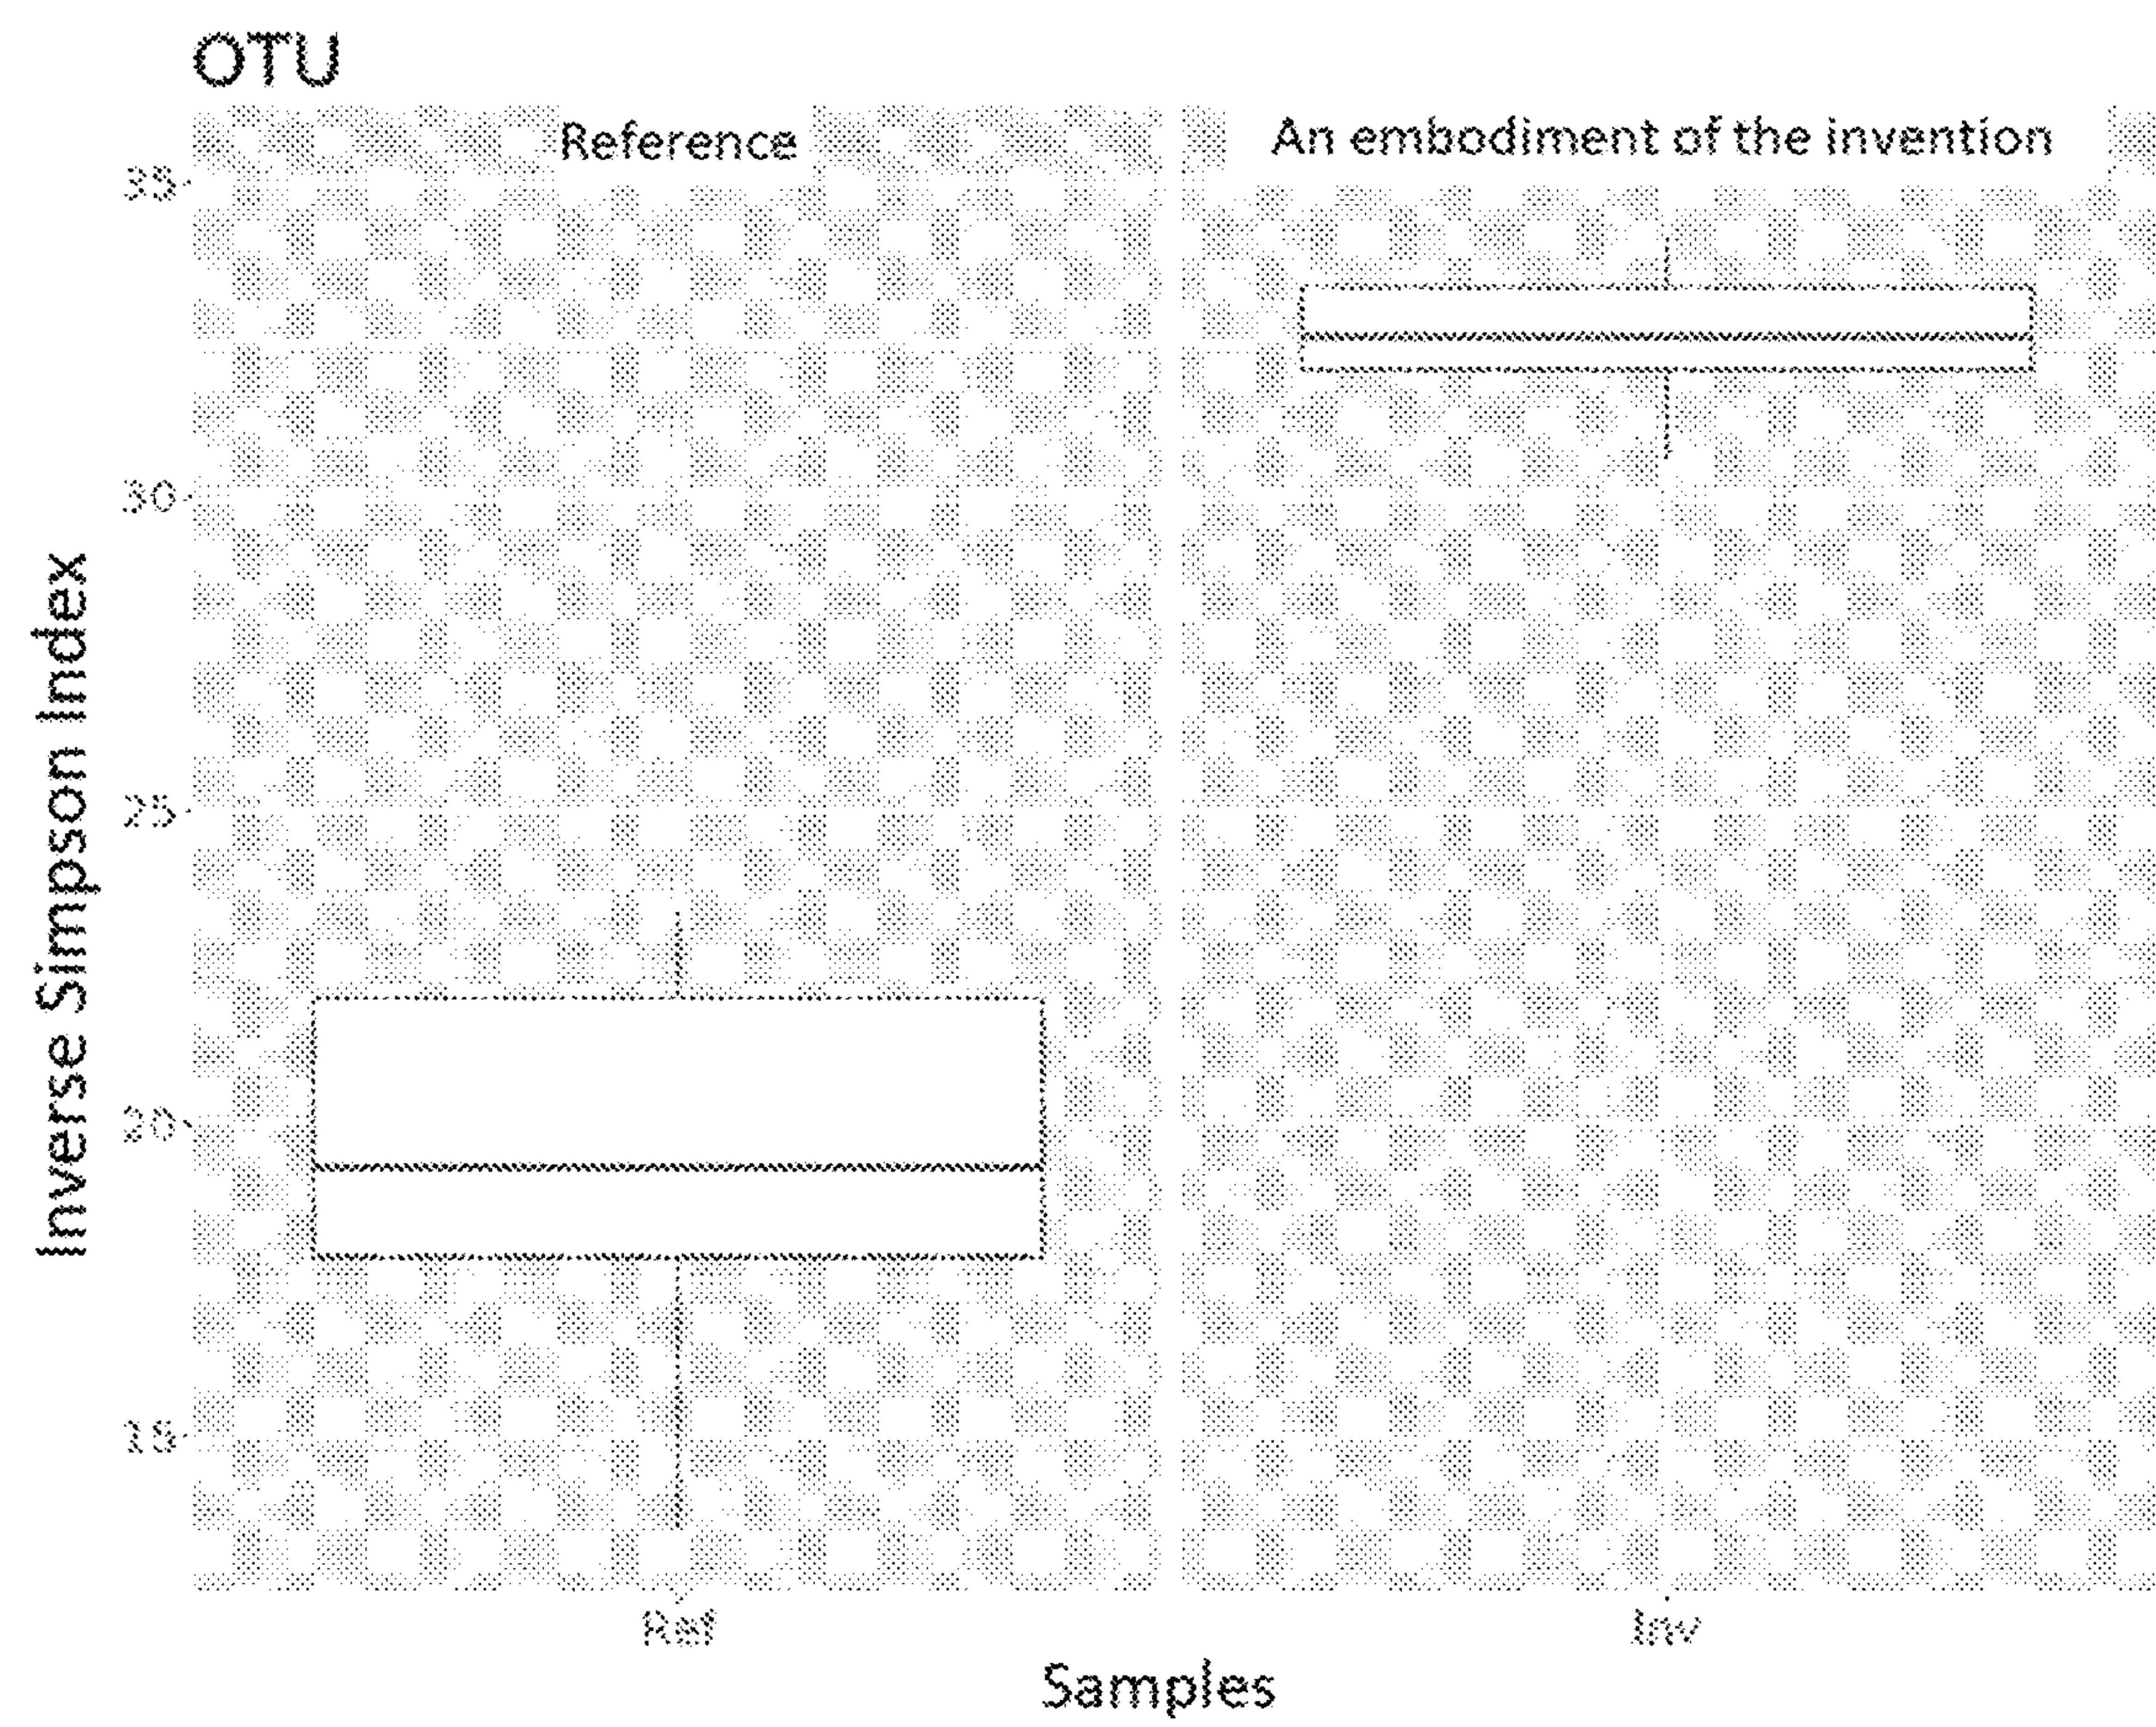 OTU
Reference
An embodiment of the invention
35
30
25
20
15
Inverse Simpson Index
Ref
Inv
Samples